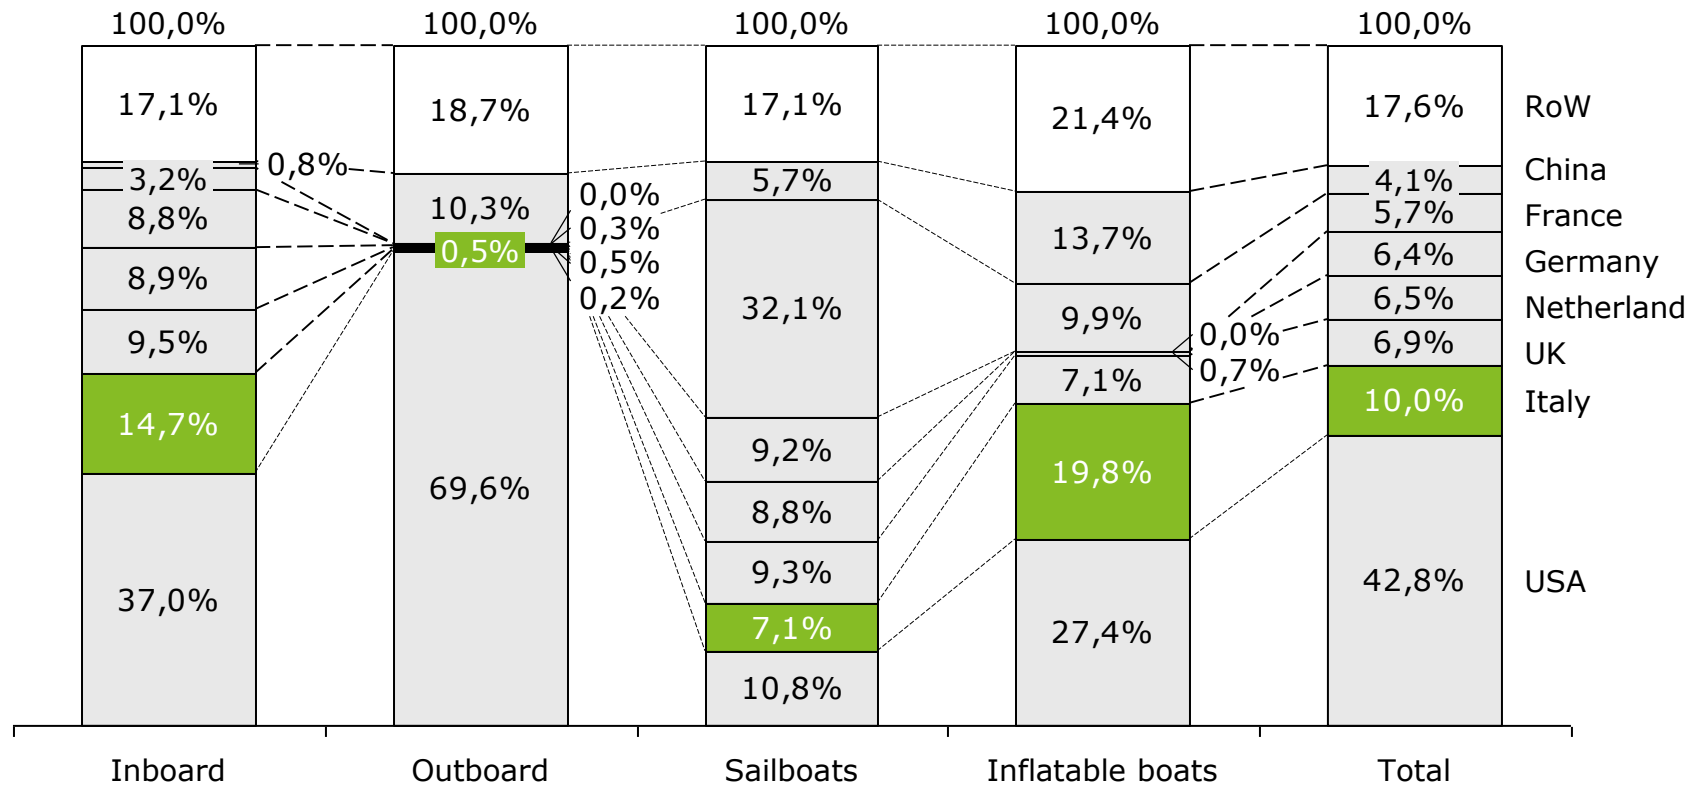 100,0% 100,0% 100,0% 100,0% 100,0%
17,1% 18,7% 17,1% 21,4% 17,6% RoW
0,8% China
3,2% 10,3% 0,0% 5,7% 4,1%
8,8% 0,3% 13,7% 5,7% France
0,5% 0,5% 6,4% Germany
8,9% 0,2% 32,1% 9,9% 6,5% Netherland
9,5% 0,0% 6,9% UK
0,7%
7,1%
14,7% 9,2% 19,8% 10,0% Italy
69,6% 8,8%
37,0% 9,3% 42,8% USA
7,1% 27,4%
10,8%
Inboard Outboard Sailboats Inflatable boats Total